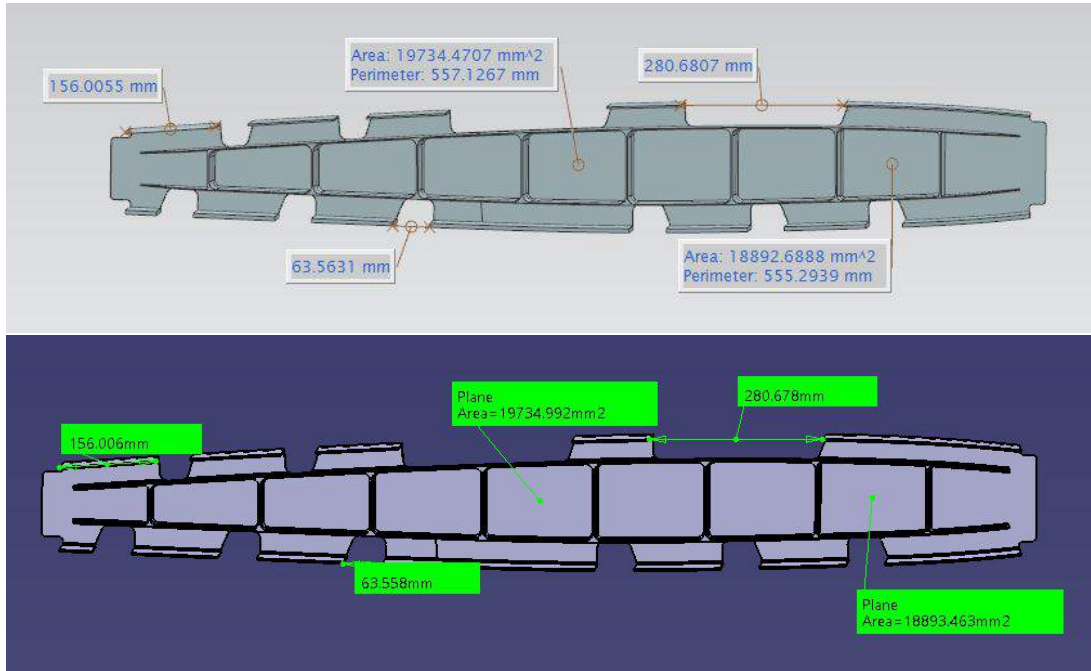 Area: 19734.4707 mm^2
Perimeter: 557.1267 mm
280.6807 mm
156.0055 mm
63.5631 mm
Area: 18892.6888 mm^2
Perimeter: 555.2939 mm
Plane
Area=19734.992mm2
280.678mm
156.006mm
63.558mm
Plane
Area=18893.463mm2